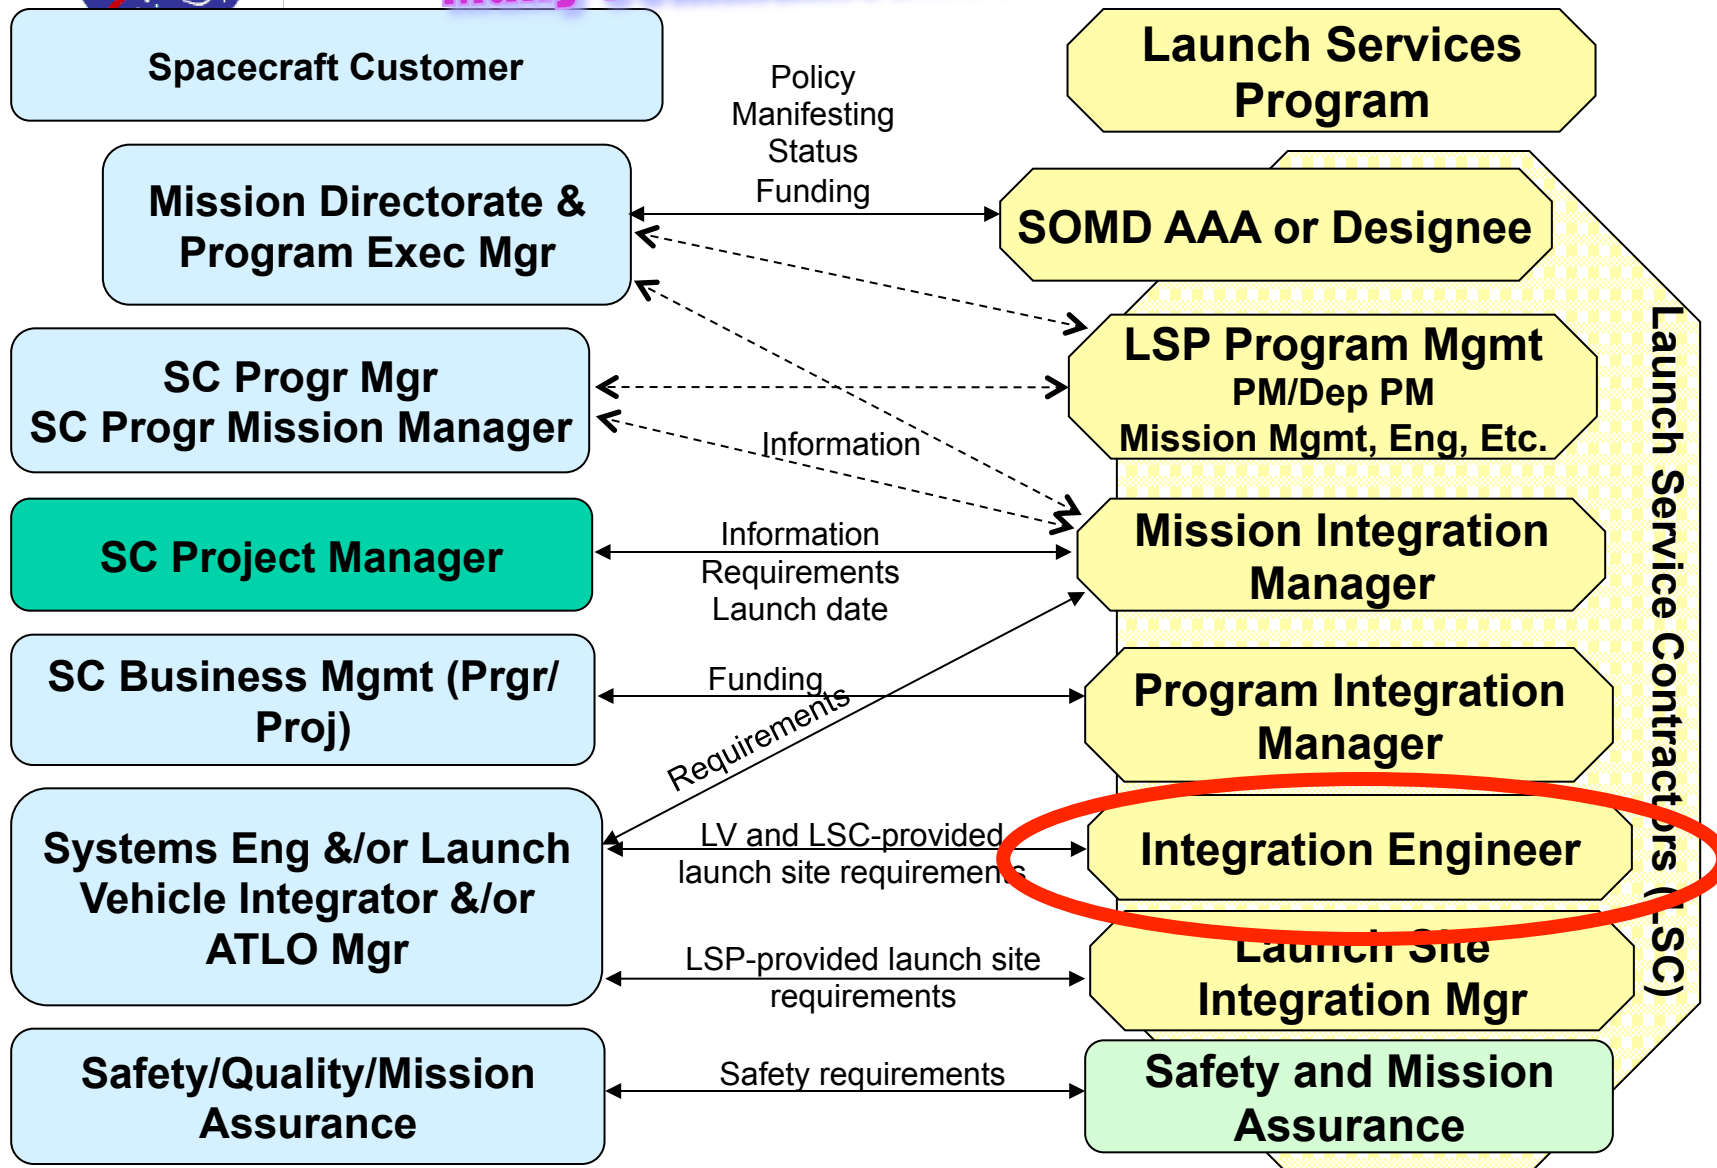 Spacecraft Customer
Launch Services
Program
Policy
Manifesting
Status
Funding
Mission Directorate &
Program Exec Mgr
SOMD AAA or Designee
SC Progr Mgr
SC Progr Mission Manager
LSP Program Mgmt
PM/Dep PM
Mission Mgmt, Eng, Etc.
Information
SC Project Manager
Information
Requirements
Launch date
Mission Integration
Manager
SC Business Mgmt (Prgr/
Proj)
Funding
Requirements
Program Integration
Manager
Systems Eng &/or Launch
Vehicle Integrator &/or
ATLO Mgr
LV and LSC-provided
launch site requirements
Integration Engineer
LSP-provided launch site
requirements
Launch Site
Integration Mgr
Safety/Quality/Mission
Assurance
Safety requirements
Safety and Mission
Assurance
Launch Service Contractors (LSC)